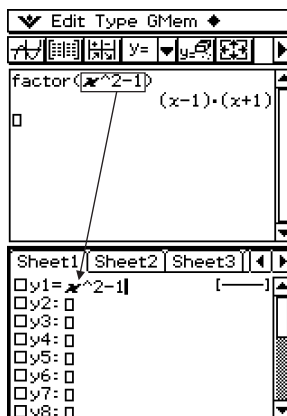 Edit Type GMem
y=
factor(x^2-1)
(x-1)·(x+1)
Sheet1 Sheet2 Sheet3
y1=x^2-1
y2:
y3:
y4:
y5:
y6:
y7:
y8: